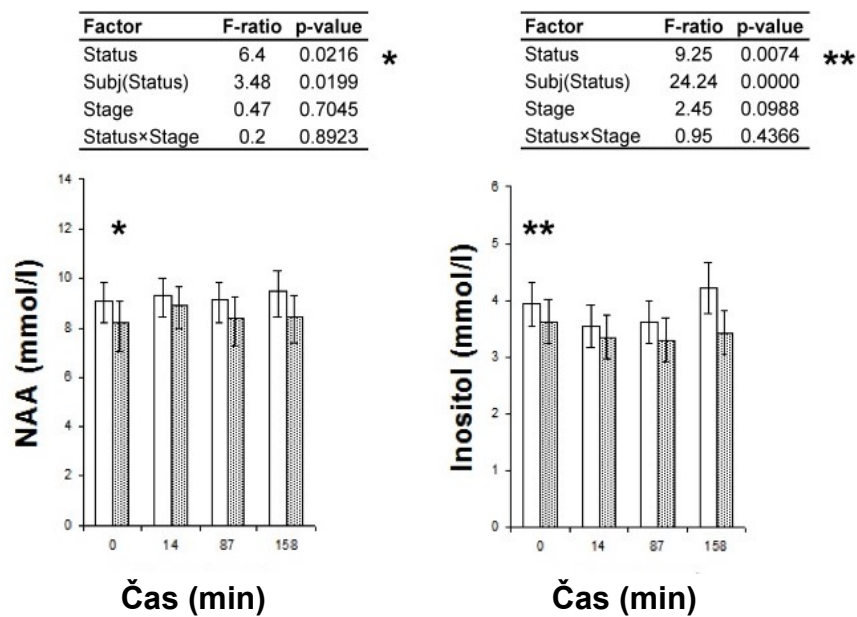 Factor F-ratio p-value
Status 6.4 0.0216 *
Subj(Status) 3.48 0.0199
Stage 0.47 0.7045
Status×Stage 0.2 0.8923
14
12
10
8
6
4
2
0
*
NAA (mmol/l)
0 14 87 158
Čas (min)
Factor F-ratio p-value
Status 9.25 0.0074 **
Subj(Status) 24.24 0.0000
Stage 2.45 0.0988
Status×Stage 0.95 0.4366
6
5
4
3
2
1
0
**
Inositol (mmol/l)
0 14 87 158
Čas (min)